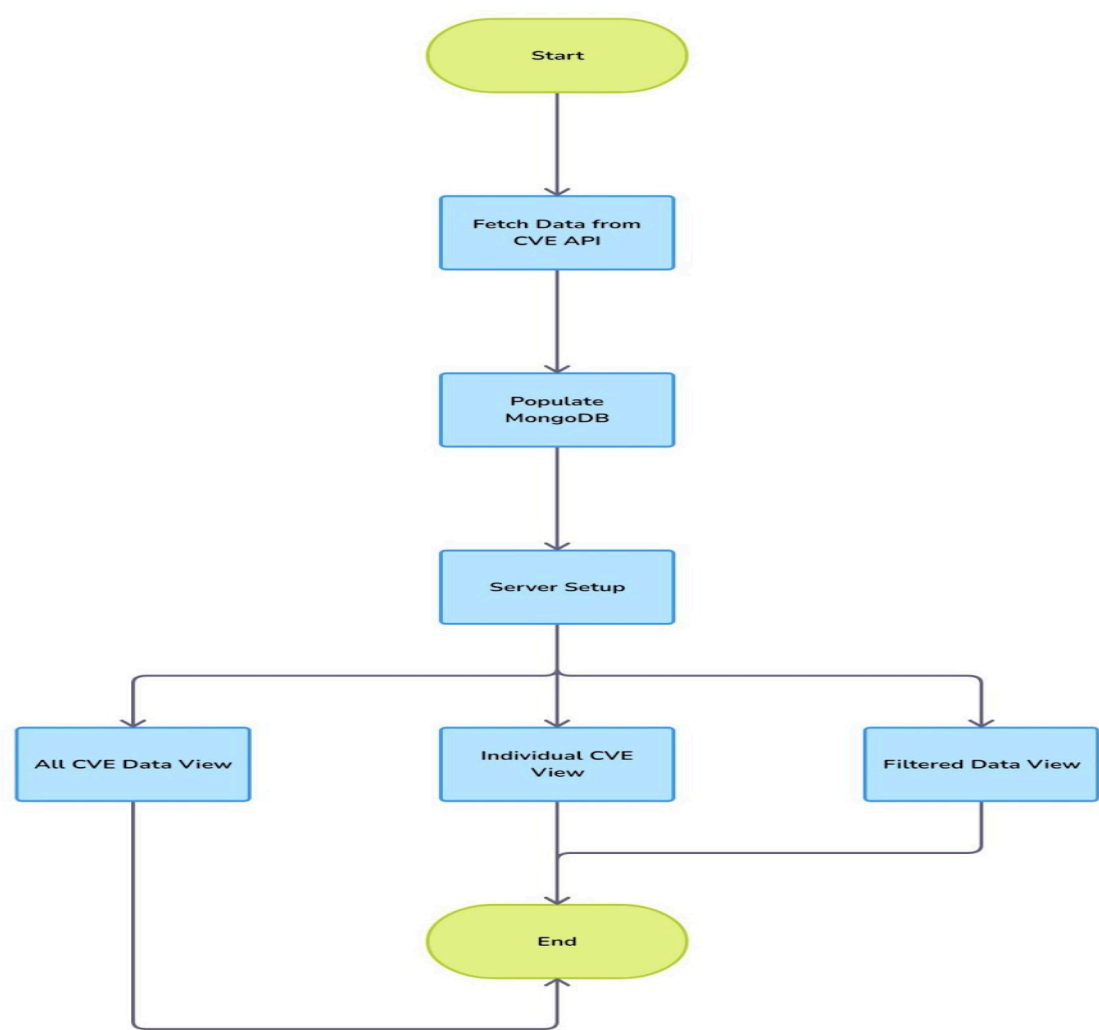 Start
Fetch Data from
CVE API
Populate
MongoDB
Server Setup
All CVE Data View
Individual CVE
View
Filtered Data View
End